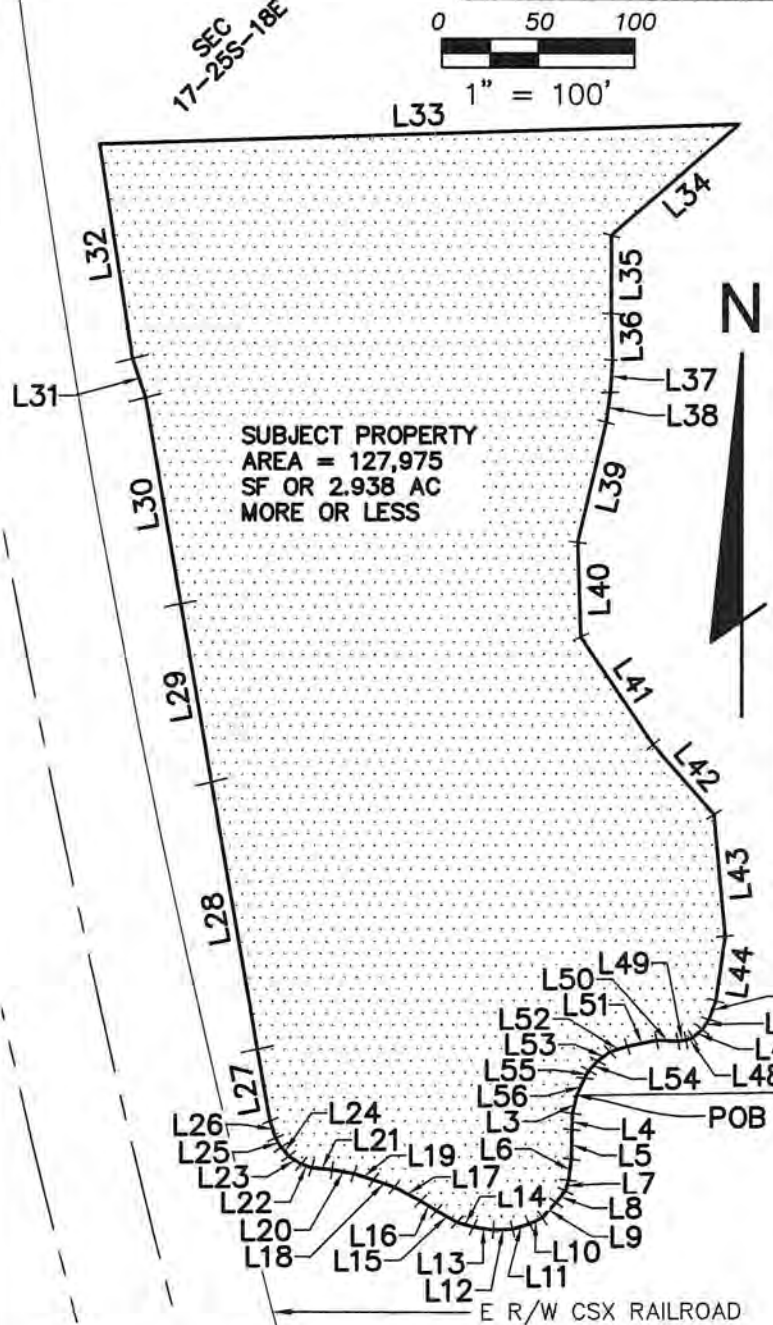 SEC
17-25S-18E
0 50 100
1" = 100'
L33
L34
L32
L35
N
L36
L31
L37
L38
SUBJECT PROPERTY
AREA = 127,975
SF OR 2.938 AC
MORE OR LESS
L39
L30
L40
L29
L41
L42
L43
L28
L49
L50
L44
L51
L52
L53
L48
L55
L54
L27
L56
L3
POB
L26
L24
L4
L25
L21
L5
L6
L23
L19
L17
L7
L22
L14
L8
L20
L16
L9
L18
L15
L10
L13
L11
L12
E R/W CSX RAILROAD